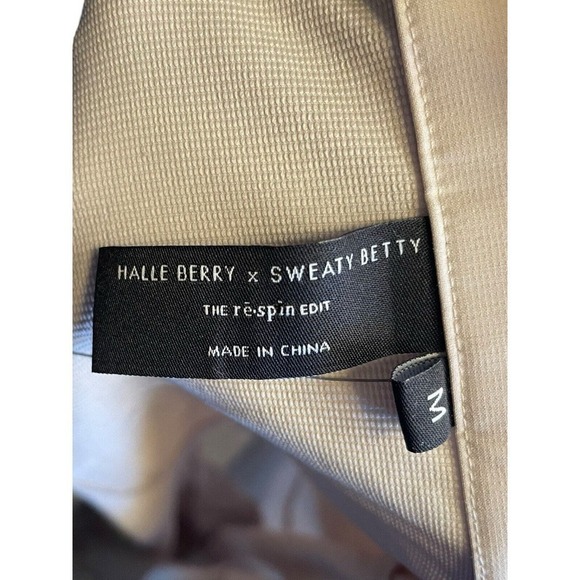 HALLE BERRY x SWEATY BETTY
THE rē•spin EDIT
MADE IN CHINA
M